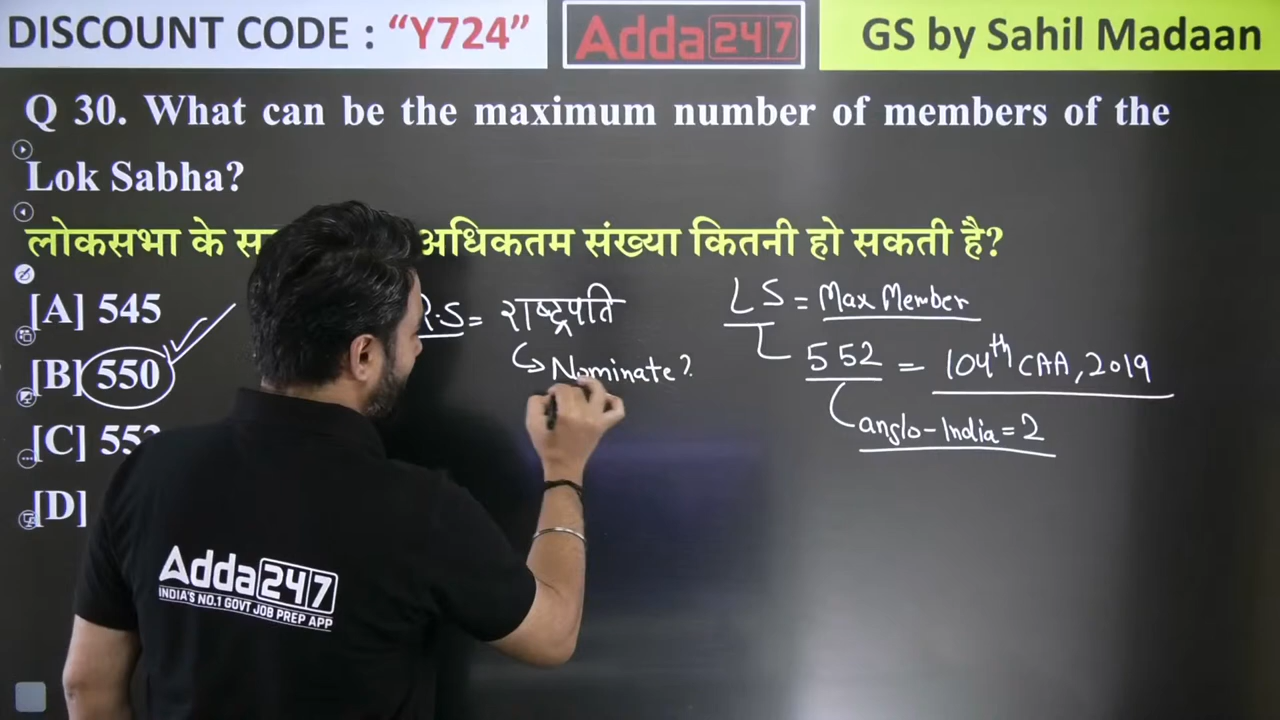 DISCOUNT CODE : “Y724”
Adda247
GS by Sahil Madaan
Q 30. What can be the maximum number of members of the
Lok Sabha?
लोकसभा के अधिकतम संख्या कितनी हो सकती है?
[A] 545
[B] 550
[C]
[D]
R.S = राष्ट्रपति
Nominate?
LS = Max Member
552 = 104th CAA, 2019
anglo-India = 2
Adda247
INDIA'S NO.1 GOVT JOB PREP APP